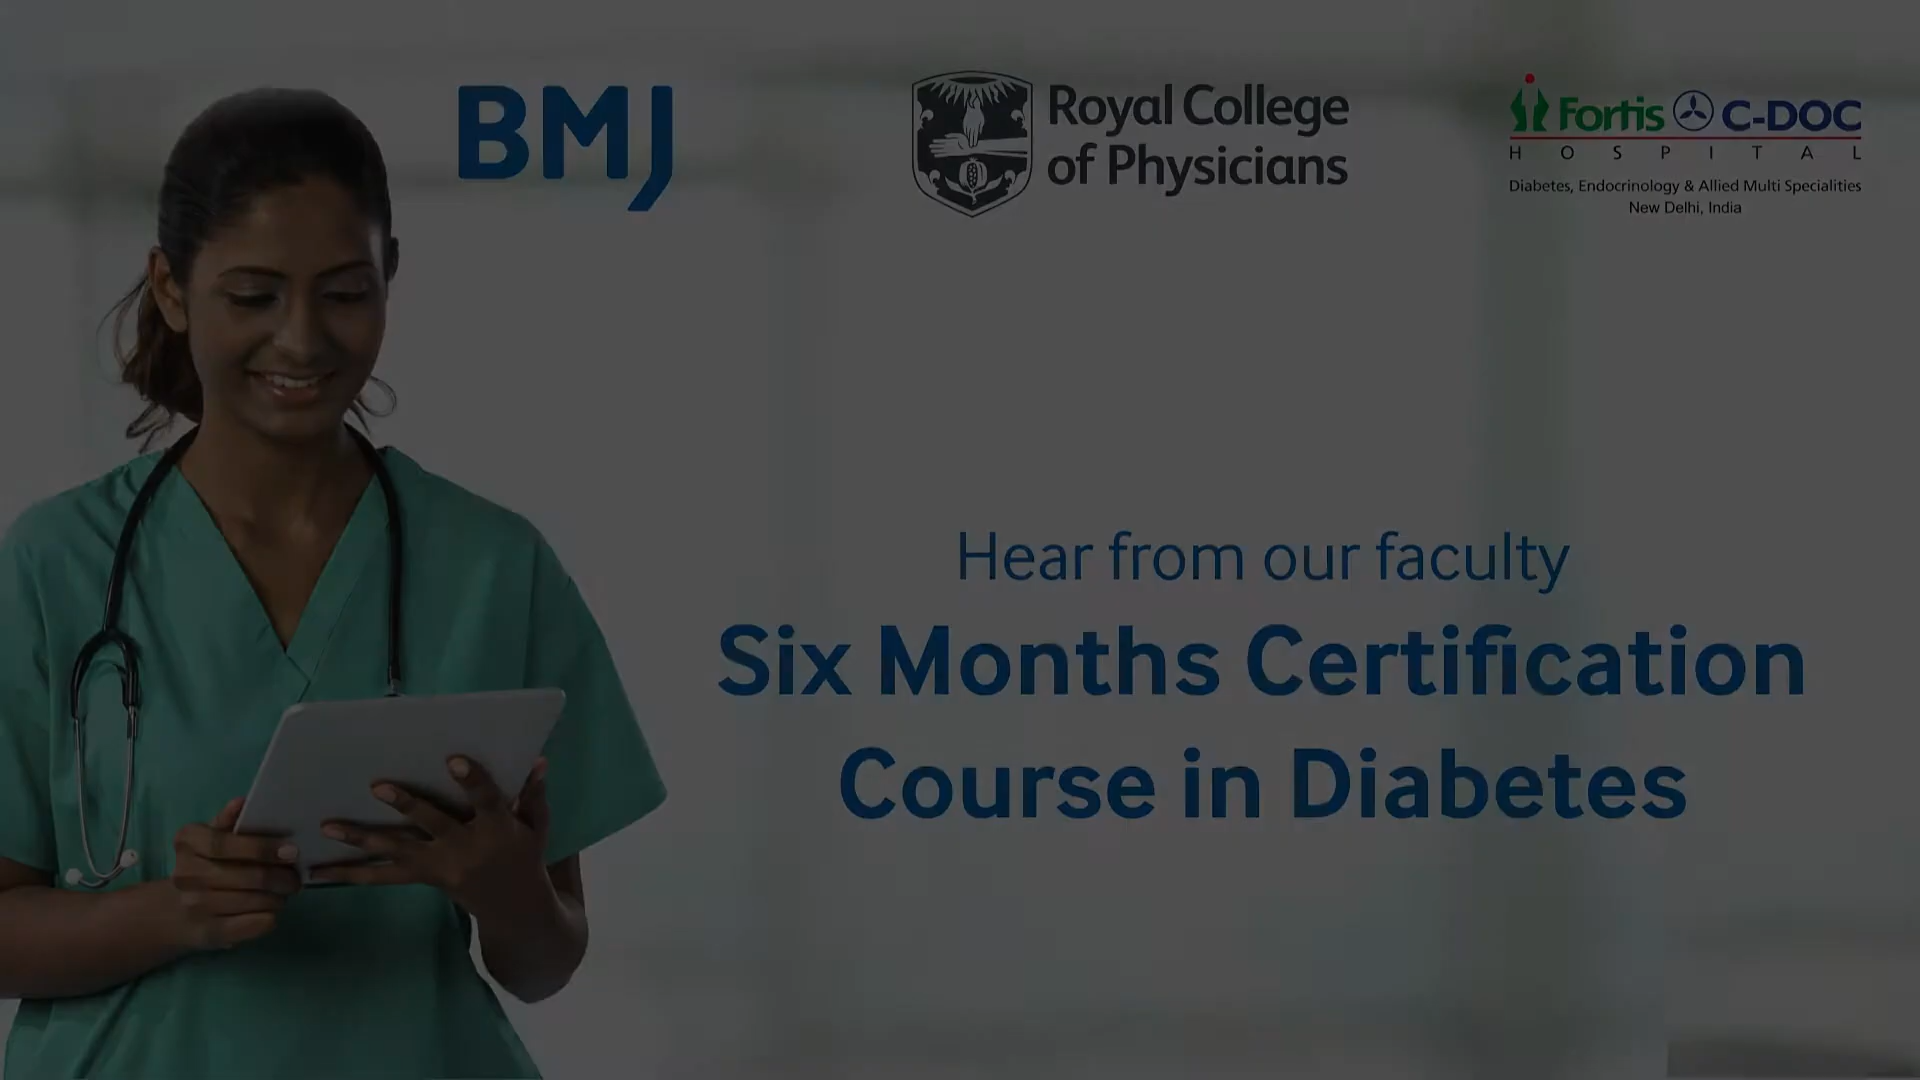 BMJ
Royal College
of Physicians
Fortis C-DOC
HOSPITAL
Diabetes, Endocrinology & Allied Multi Specialities
New Delhi, India
Hear from our faculty
Six Months Certification
Course in Diabetes